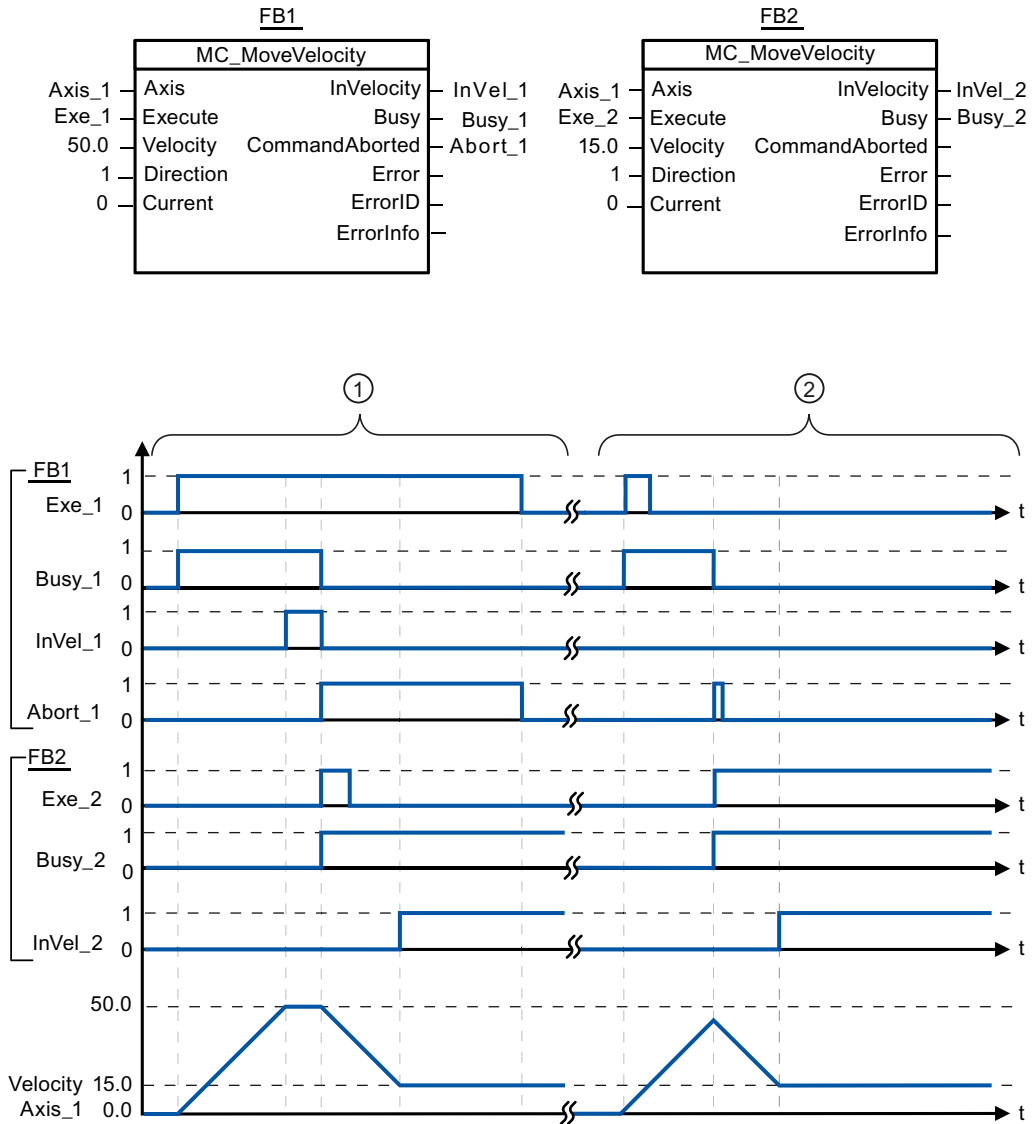 FB1 FB2
MC_MoveVelocity MC_MoveVelocity
Axis_1 Axis InVelocity InVel_1 Axis_1 Axis InVelocity InVel_2
Exe_1 Execute Busy Busy_1 Exe_2 Execute Busy Busy_2
50.0 Velocity CommandAborted Abort_1 15.0 Velocity CommandAborted
1 Direction Error 1 Direction Error
0 Current ErrorID 0 Current ErrorID
ErrorInfo ErrorInfo
1 2
FB1
1
Exe_1 0 t
1
Busy_1 0 t
1
InVel_1 0 t
1
Abort_1 0 t
FB2
1
Exe_2 0 t
1
Busy_2 0 t
1
InVel_2 0 t
50.0
Velocity 15.0
Axis_1 0.0 t